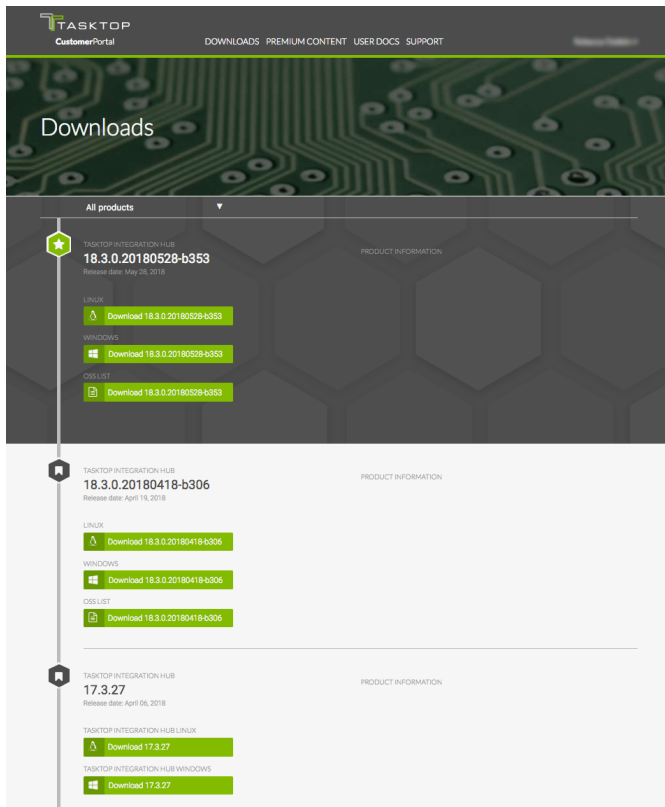 TASKTOP
CustomerPortal
DOWNLOADS PREMIUM CONTENT USER DOCS SUPPORT
Downloads
All products
TASKTOP INTEGRATION HUB
PRODUCT INFORMATION
18.3.0.20180528-b353
Release date: May 28, 2018
LINUX
Download 18.3.0.20180528-b353
WINDOWS
Download 18.3.0.20180528-b353
OSS LIST
Download 18.3.0.20180528-b353
TASKTOP INTEGRATION HUB
PRODUCT INFORMATION
18.3.0.20180418-b306
Release date: April 19, 2018
LINUX
Download 18.3.0.20180418-b306
WINDOWS
Download 18.3.0.20180418-b306
OSS LIST
Download 18.3.0.20180418-b306
TASKTOP INTEGRATION HUB
PRODUCT INFORMATION
17.3.27
Release date: April 06, 2018
TASKTOP INTEGRATION HUB LINUX
Download 17.3.27
TASKTOP INTEGRATION HUB WINDOWS
Download 17.3.27